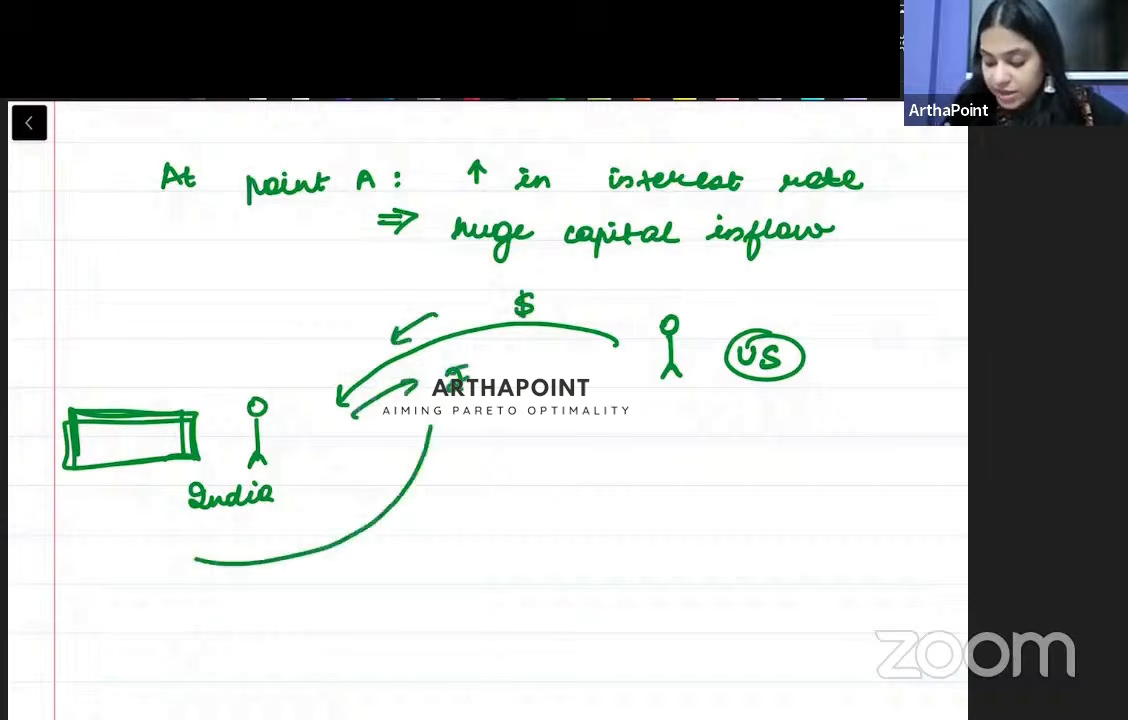 ArthaPoint
At point A: ↑ in interest rate
⇒ huge capital inflow
$
US
ARTHAPOINT
AIMING PARETO OPTIMALITY
India
zoom